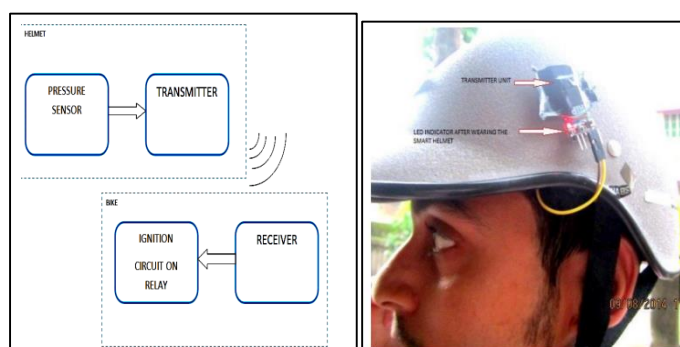 HELMET
PRESSURE
SENSOR
TRANSMITTER
BIKE
IGNITION
CIRCUIT ON
RELAY
RECEIVER
TRANSMITTER UNIT
LED INDICATOR AFTER WEARING THE
SMART HELMET